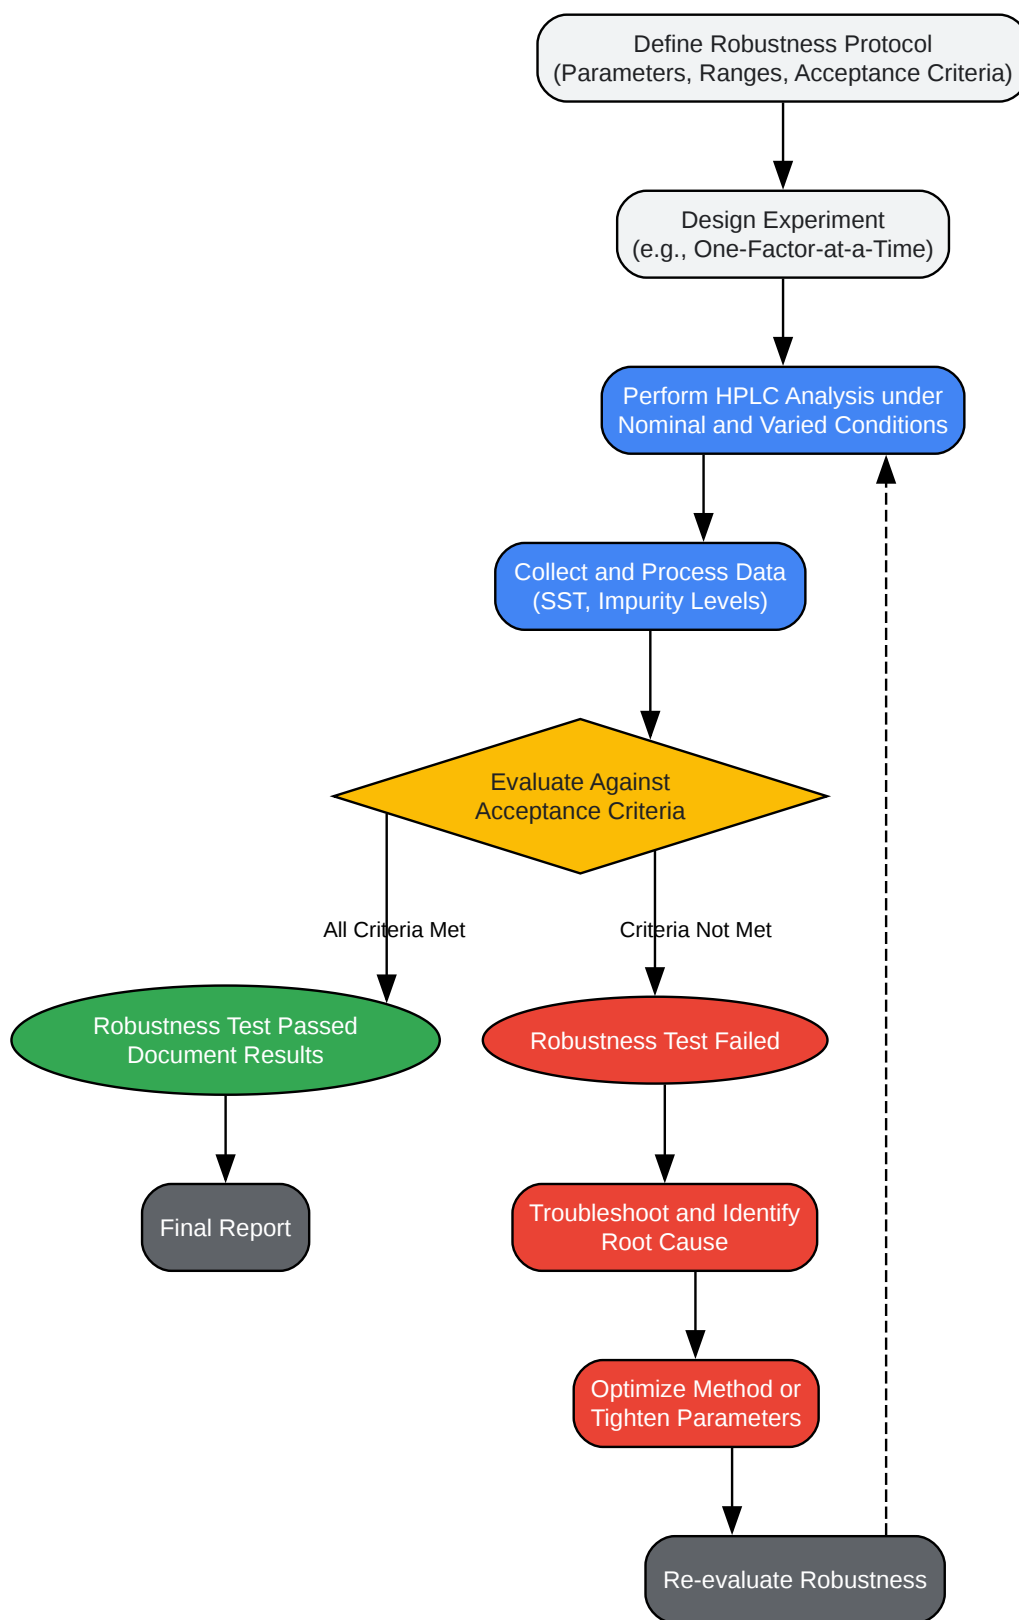 Define Robustness Protocol
(Parameters, Ranges, Acceptance Criteria)
Design Experiment
(e.g., One-Factor-at-a-Time)
Perform HPLC Analysis under
Nominal and Varied Conditions
Collect and Process Data
(SST, Impurity Levels)
Evaluate Against
Acceptance Criteria
All Criteria Met
Criteria Not Met
Robustness Test Passed
Document Results
Robustness Test Failed
Final Report
Troubleshoot and Identify
Root Cause
Optimize Method or
Tighten Parameters
Re-evaluate Robustness